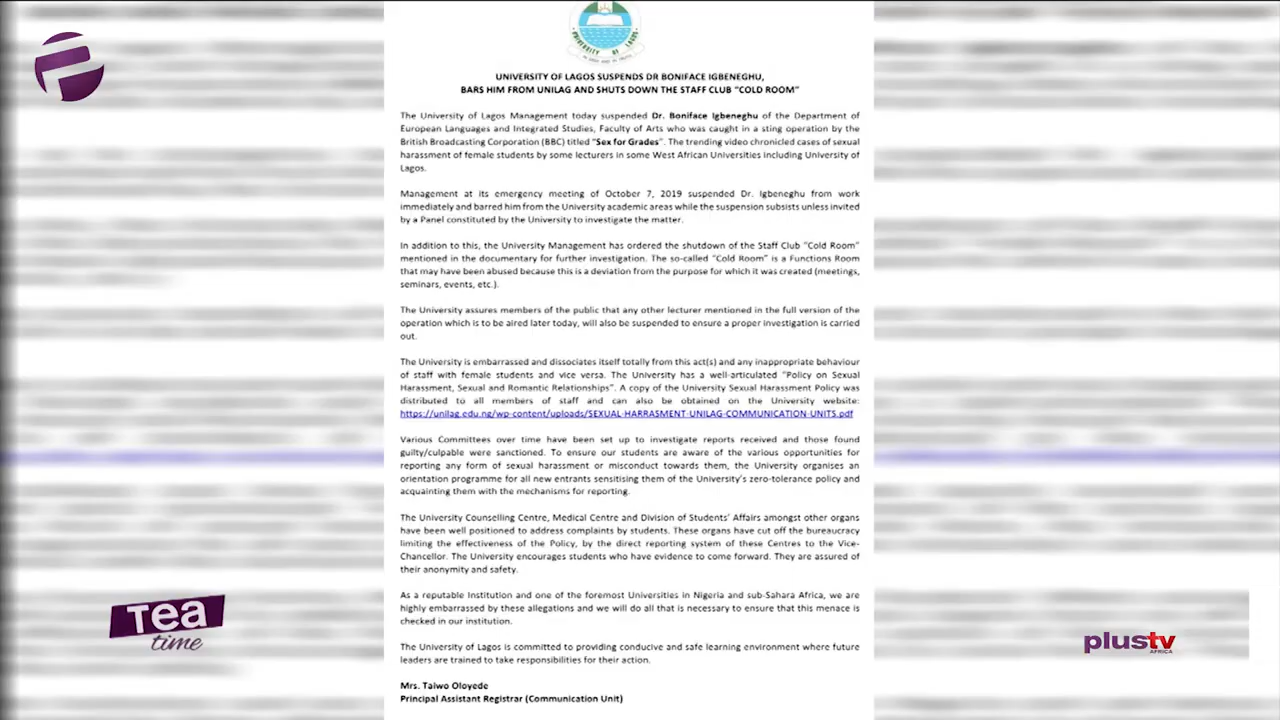 UNIVERSITY OF LAGOS
UNIVERSITY OF LAGOS SUSPENDS DR BONIFACE IGBENEGHU,
BARS HIM FROM UNILAG AND SHUTS DOWN THE STAFF CLUB "COLD ROOM"
The University of Lagos Management today suspended Dr. Boniface Igbeneghu of the Department of
European Languages and Integrated Studies, Faculty of Arts who was caught in a sting operation by the
British Broadcasting Corporation (BBC) titled "Sex for Grades". The trending video chronicled cases of sexual
harassment of female students by some lecturers in some West African Universities including University of
Lagos.
Management at its emergency meeting of October 7, 2019 suspended Dr. Igbeneghu from work
immediately and barred him from the University academic areas while the suspension subsists unless invited
by a Panel constituted by the University to investigate the matter.
In addition to this, the University Management has ordered the shutdown of the Staff Club "Cold Room"
mentioned in the documentary for further investigation. The so-called "Cold Room" is a Functions Room
that may have been abused because this is a deviation from the purpose for which it was created (meetings,
seminars, events, etc.).
The University assures members of the public that any other lecturer mentioned in the full version of the
operation which is to be aired later today, will also be suspended to ensure a proper investigation is carried
out.
The University is embarrassed and dissociates itself totally from this act(s) and any inappropriate behaviour
of staff with female students and vice versa. The University has a well-articulated "Policy on Sexual
Harassment, Sexual and Romantic Relationships". A copy of the University Sexual Harassment Policy was
distributed to all members of staff and can also be obtained on the University website:
https://unilag.edu.ng/wp-content/uploads/SEXUAL-HARRASMENT-UNILAG-COMMUNICATION-UNITS.pdf
Various Committees over time have been set up to investigate reports received and those found
guilty/culpable were sanctioned. To ensure our students are aware of the various opportunities for
reporting any form of sexual harassment or misconduct towards them, the University organises an
orientation programme for all new entrants sensitising them of the University's zero-tolerance policy and
acquainting them with the mechanisms for reporting.
The University Counselling Centre, Medical Centre and Division of Students' Affairs amongst other organs
have been well positioned to address complaints by students. These organs have cut off the bureaucracy
limiting the effectiveness of the Policy, by the direct reporting system of these Centres to the Vice-
Chancellor. The University encourages students who have evidence to come forward. They are assured of
their anonymity and safety.
As a reputable Institution and one of the foremost Universities in Nigeria and sub-Sahara Africa, we are
highly embarrassed by these allegations and we will do all that is necessary to ensure that this menace is
checked in our institution.
The University of Lagos is committed to providing conducive and safe learning environment where future
leaders are trained to take responsibilities for their action.
Mrs. Taiwo Oloyede
Principal Assistant Registrar (Communication Unit)
Tea
time
plustv
AFRICA